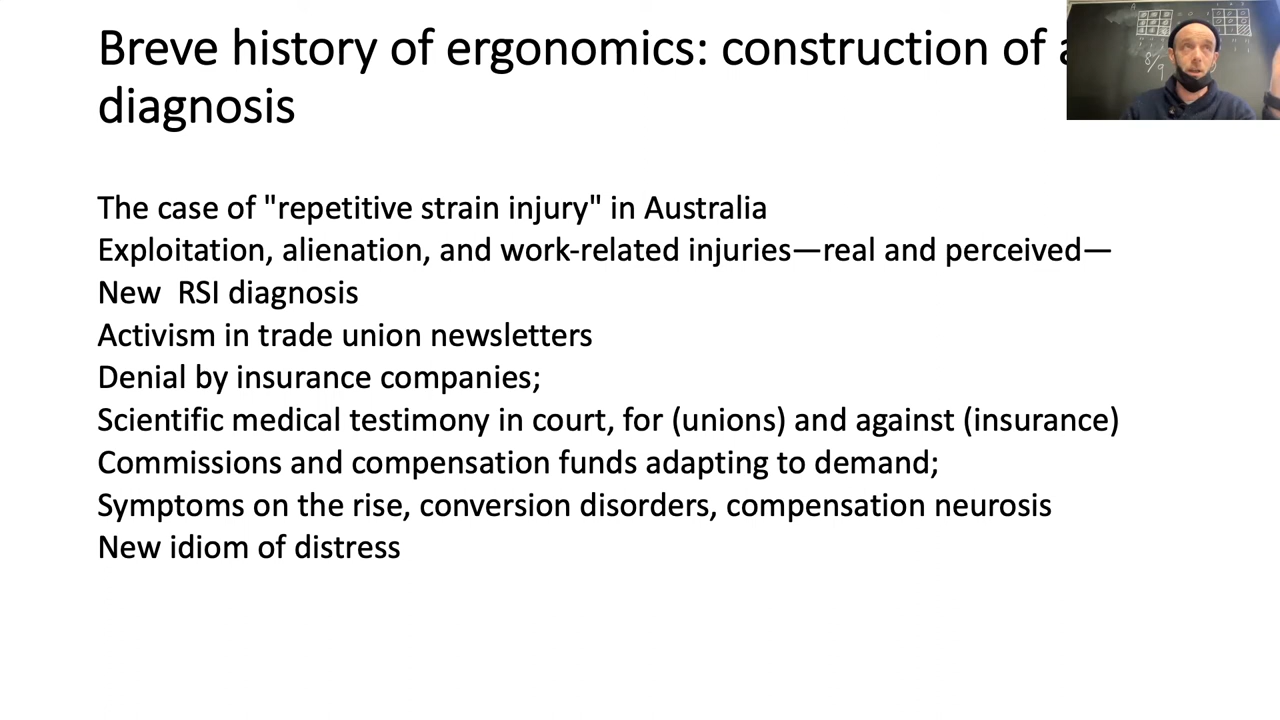 Breve history of ergonomics: construction of a
diagnosis
The case of "repetitive strain injury" in Australia
Exploitation, alienation, and work-related injuries—real and perceived—
New  RSI diagnosis
Activism in trade union newsletters
Denial by insurance companies;
Scientific medical testimony in court, for (unions) and against (insurance)
Commissions and compensation funds adapting to demand;
Symptoms on the rise, conversion disorders, compensation neurosis
New idiom of distress
A
8/9